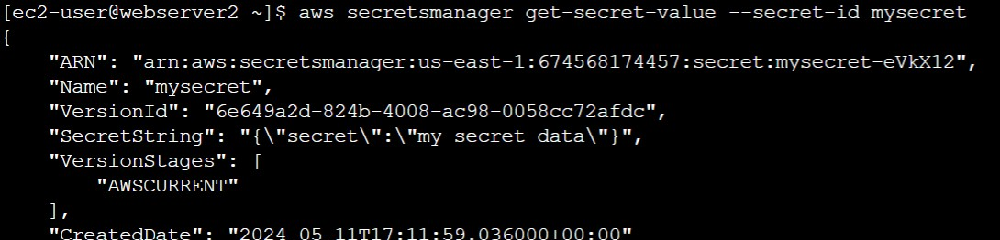 [ec2-user@webserver2 ~]$ aws secretsmanager get-secret-value --secret-id mysecret
{
    "ARN": "arn:aws:secretsmanager:us-east-1:674568174457:secret:mysecret-eVkX12",
    "Name": "mysecret",
    "VersionId": "6e649a2d-824b-4008-ac98-0058cc72afdc",
    "SecretString": "{\"secret\":\"my secret data\"}",
    "VersionStages": [
        "AWSCURRENT"
    ],
    "CreatedDate": "2024-05-11T17:11:59.036000+00:00"